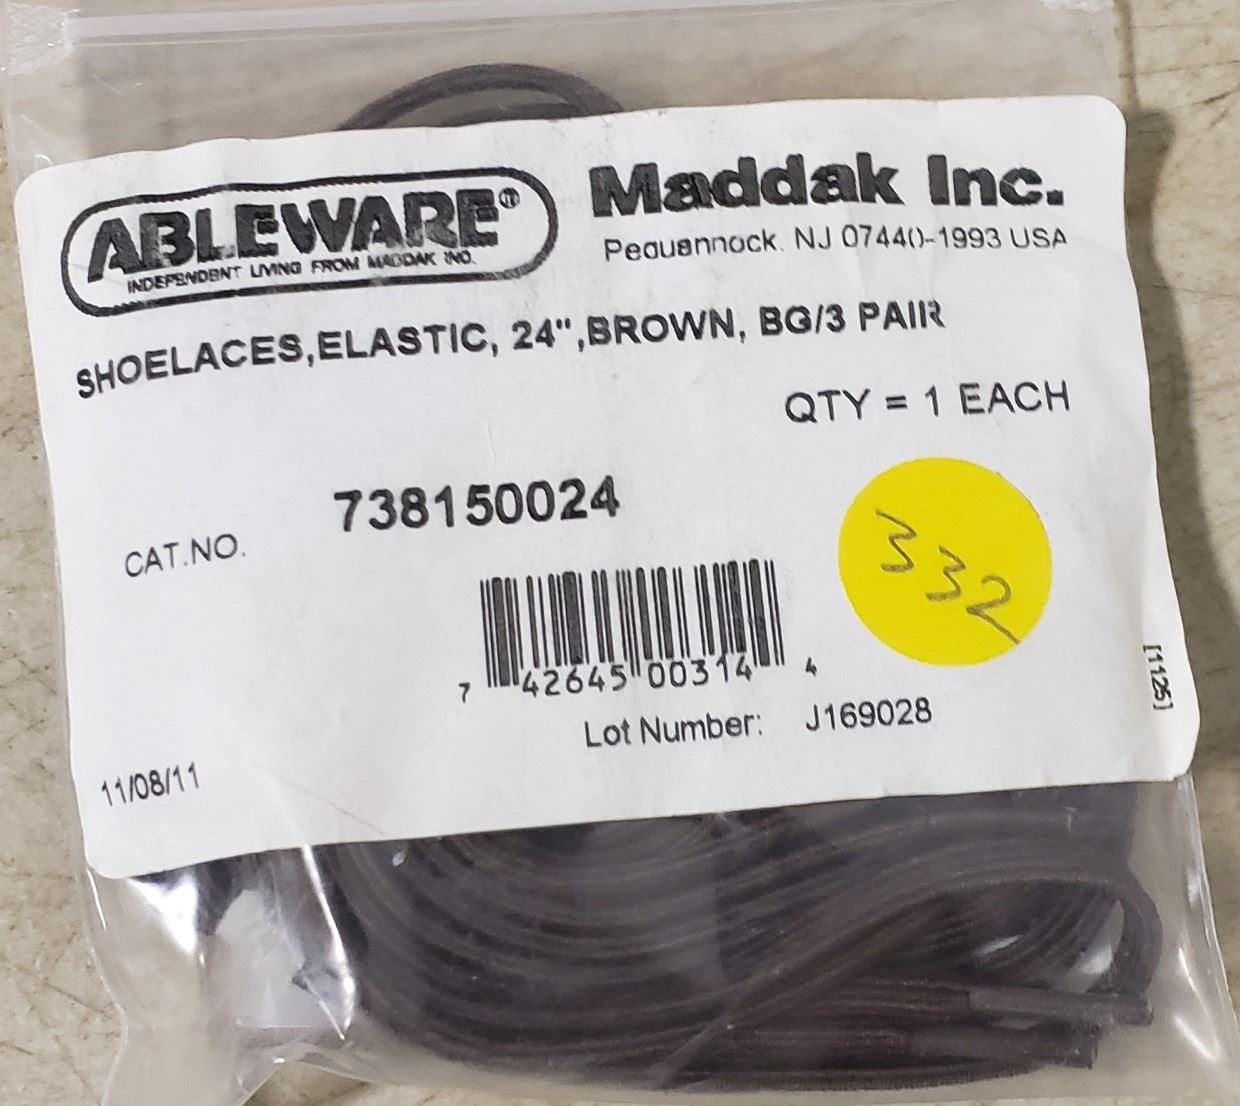 ABLEWARE®
INDEPENDENT LIVING FROM MADDAK INC.
Maddak Inc.
Pequannock, NJ 07440-1993 USA
SHOELACES,ELASTIC, 24",BROWN, BG/3 PAIR
QTY = 1 EACH
CAT.NO. 738150024
332
7 42645 00314 4
Lot Number: J169028
[1125]
11/08/11